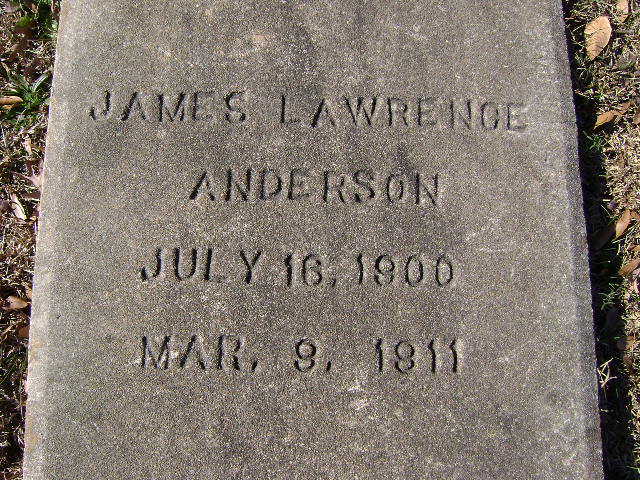 JAMES LAWRENCE
ANDERSON
JULY 16, 1900
MAR. 9, 1911